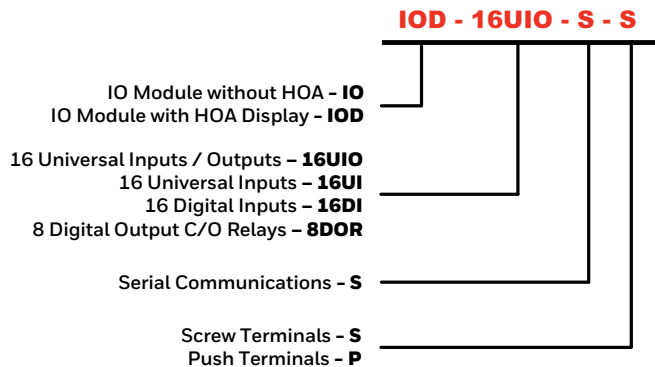 IOD - 16UIO - S - S
IO Module without HOA - IO
IO Module with HOA Display - IOD
16 Universal Inputs / Outputs – 16UIO
16 Universal Inputs – 16UI
16 Digital Inputs – 16DI
8 Digital Output C/O Relays – 8DOR
Serial Communications - S
Screw Terminals - S
Push Terminals - P